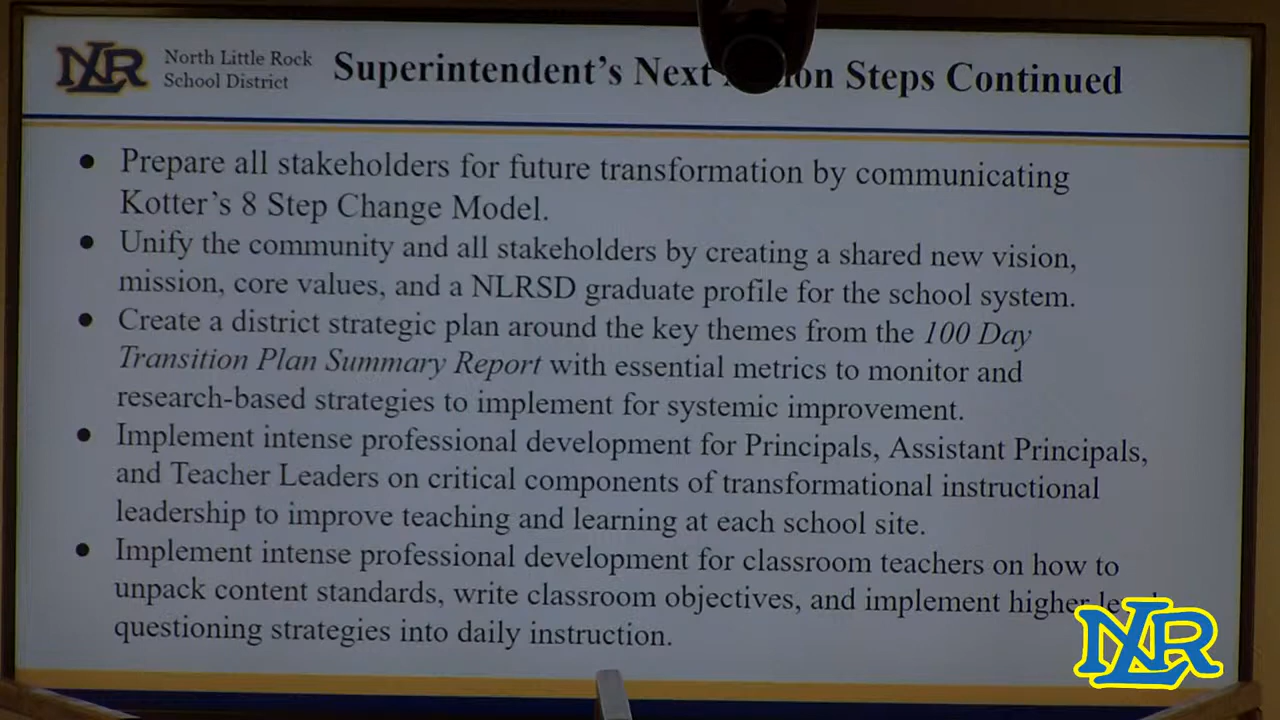 NLR
North Little Rock
School District
Superintendent's Next Steps Continued
● Prepare all stakeholders for future transformation by communicating
Kotter's 8 Step Change Model.
● Unify the community and all stakeholders by creating a shared new vision,
mission, core values, and a NLRSD graduate profile for the school system.
● Create a district strategic plan around the key themes from the 100 Day
Transition Plan Summary Report with essential metrics to monitor and
research-based strategies to implement for systemic improvement.
● Implement intense professional development for Principals, Assistant Principals,
and Teacher Leaders on critical components of transformational instructional
leadership to improve teaching and learning at each school site.
● Implement intense professional development for classroom teachers on how to
unpack content standards, write classroom objectives, and implement higher
questioning strategies into daily instruction.
NLR